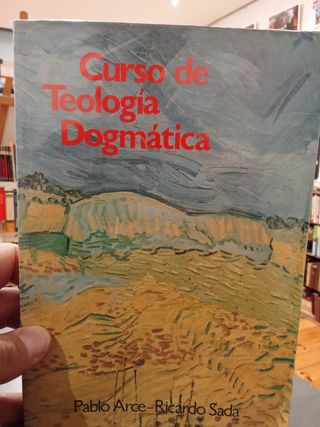 Curso de
Teología
Dogmática
Pablo Arce-Ricardo Sada